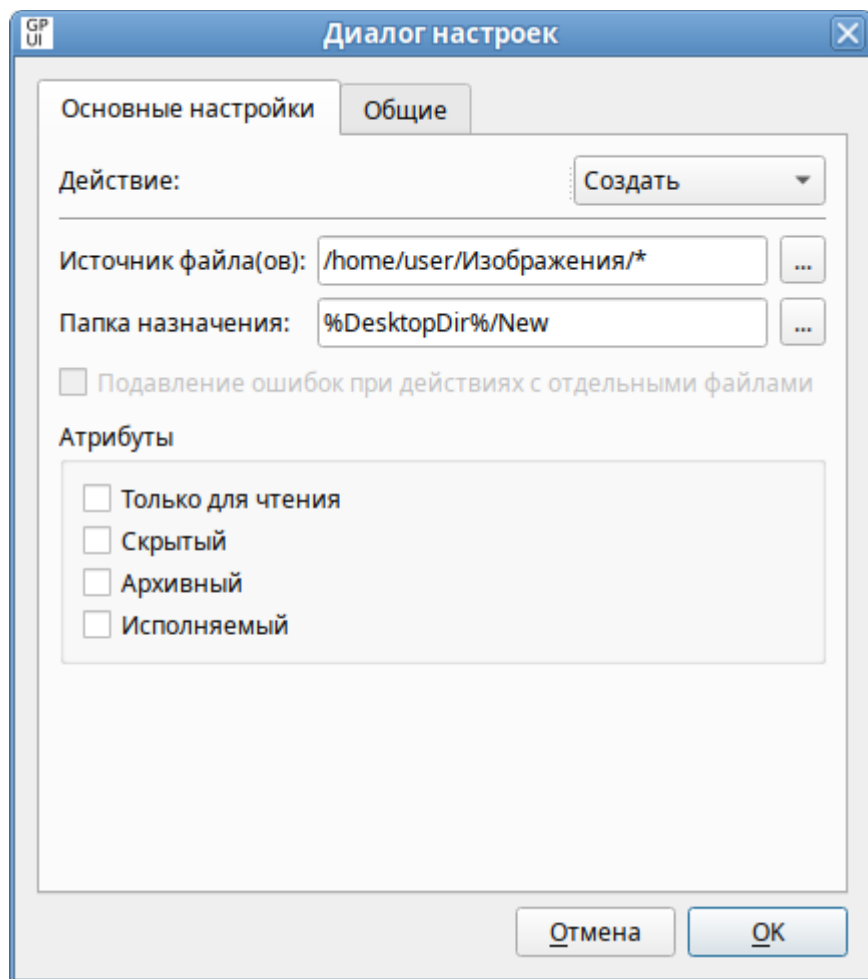 GP
UI
Диалог настроек
Основные настройки
Общие
Действие:
Создать
Источник файла(ов):
/home/user/Изображения/*
...
Папка назначения:
%DesktopDir%/New
...
Подавление ошибок при действиях с отдельными файлами
Атрибуты
Только для чтения
Скрытый
Архивный
Исполняемый
Отмена
OK